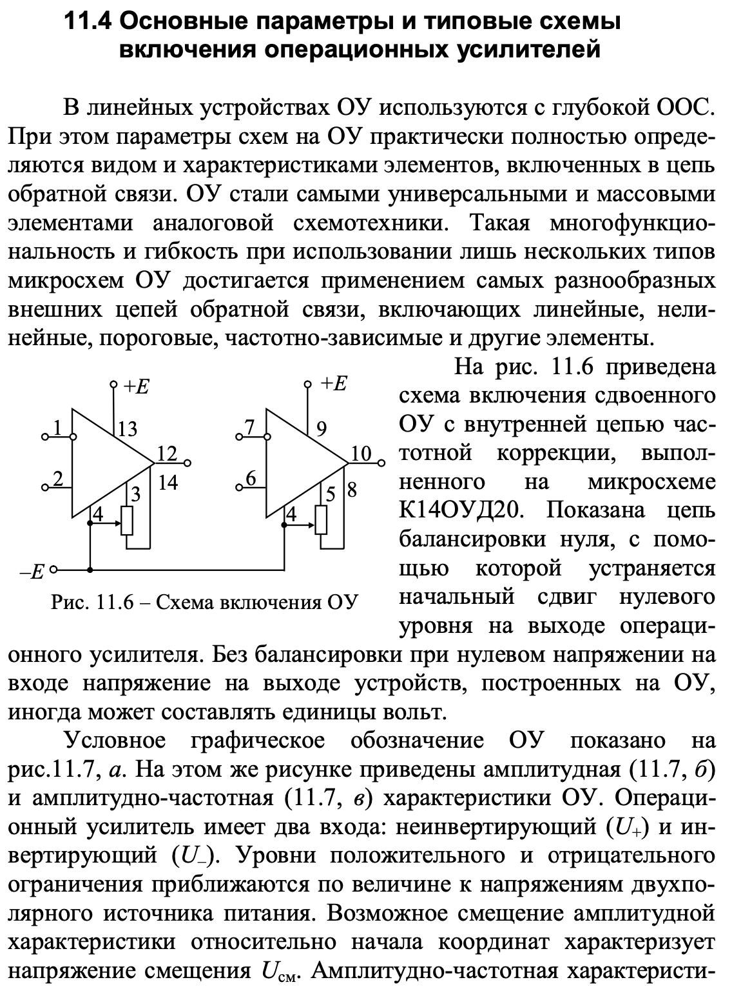 11.4 Основные параметры и типовые схемы
включения операционных усилителей
В линейных устройствах ОУ используются с глубокой ООС.
При этом параметры схем на ОУ практически полностью опреде-
ляются видом и характеристиками элементов, включенных в цепь
обратной связи. ОУ стали самыми универсальными и массовыми
элементами аналоговой схемотехники. Такая многофункцио-
нальность и гибкость при использовании лишь нескольких типов
микросхем ОУ достигается применением самых разнообразных
внешних цепей обратной связи, включающих линейные, нели-
нейные, пороговые, частотно-зависимые и другие элементы.
+E
+E
1
13
7
9
12
10
2
14
6
3
5
8
4
4
–E
Рис. 11.6 – Схема включения ОУ
На рис. 11.6 приведена
схема включения сдвоенного
ОУ с внутренней цепью час-
тотной коррекции, выпол-
ненного на микросхеме
К14ОУД20. Показана цепь
балансировки нуля, с помо-
щью которой устраняется
начальный сдвиг нулевого
уровня на выходе операци-
онного усилителя. Без балансировки при нулевом напряжении на
входе напряжение на выходе устройств, построенных на ОУ,
иногда может составлять единицы вольт.
Условное графическое обозначение ОУ показано на
рис.11.7, а. На этом же рисунке приведены амплитудная (11.7, б)
и амплитудно-частотная (11.7, в) характеристики ОУ. Операци-
онный усилитель имеет два входа: неинвертирующий (U+) и ин-
вертирующий (U–). Уровни положительного и отрицательного
ограничения приближаются по величине к напряжениям двухпо-
лярного источника питания. Возможное смещение амплитудной
характеристики относительно начала координат характеризует
напряжение смещения Uсм. Амплитудно-частотная характеристи-